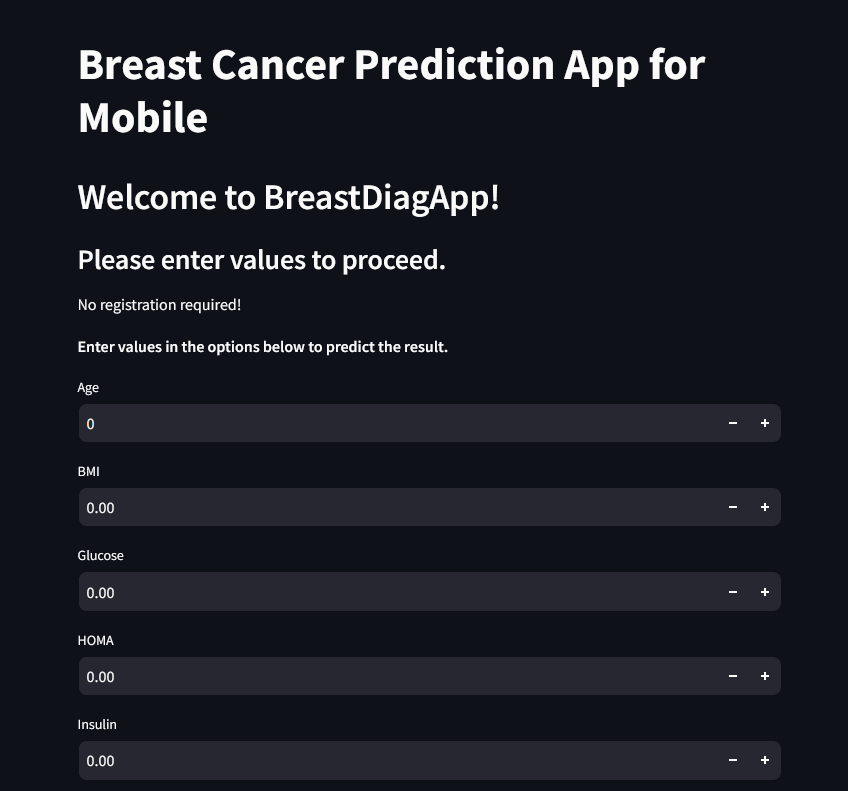 Breast Cancer Prediction App for
Mobile
Welcome to BreastDiagApp!
Please enter values to proceed.
No registration required!
Enter values in the options below to predict the result.
Age
0 − +
BMI
0.00 − +
Glucose
0.00 − +
HOMA
0.00 − +
Insulin
0.00 − +